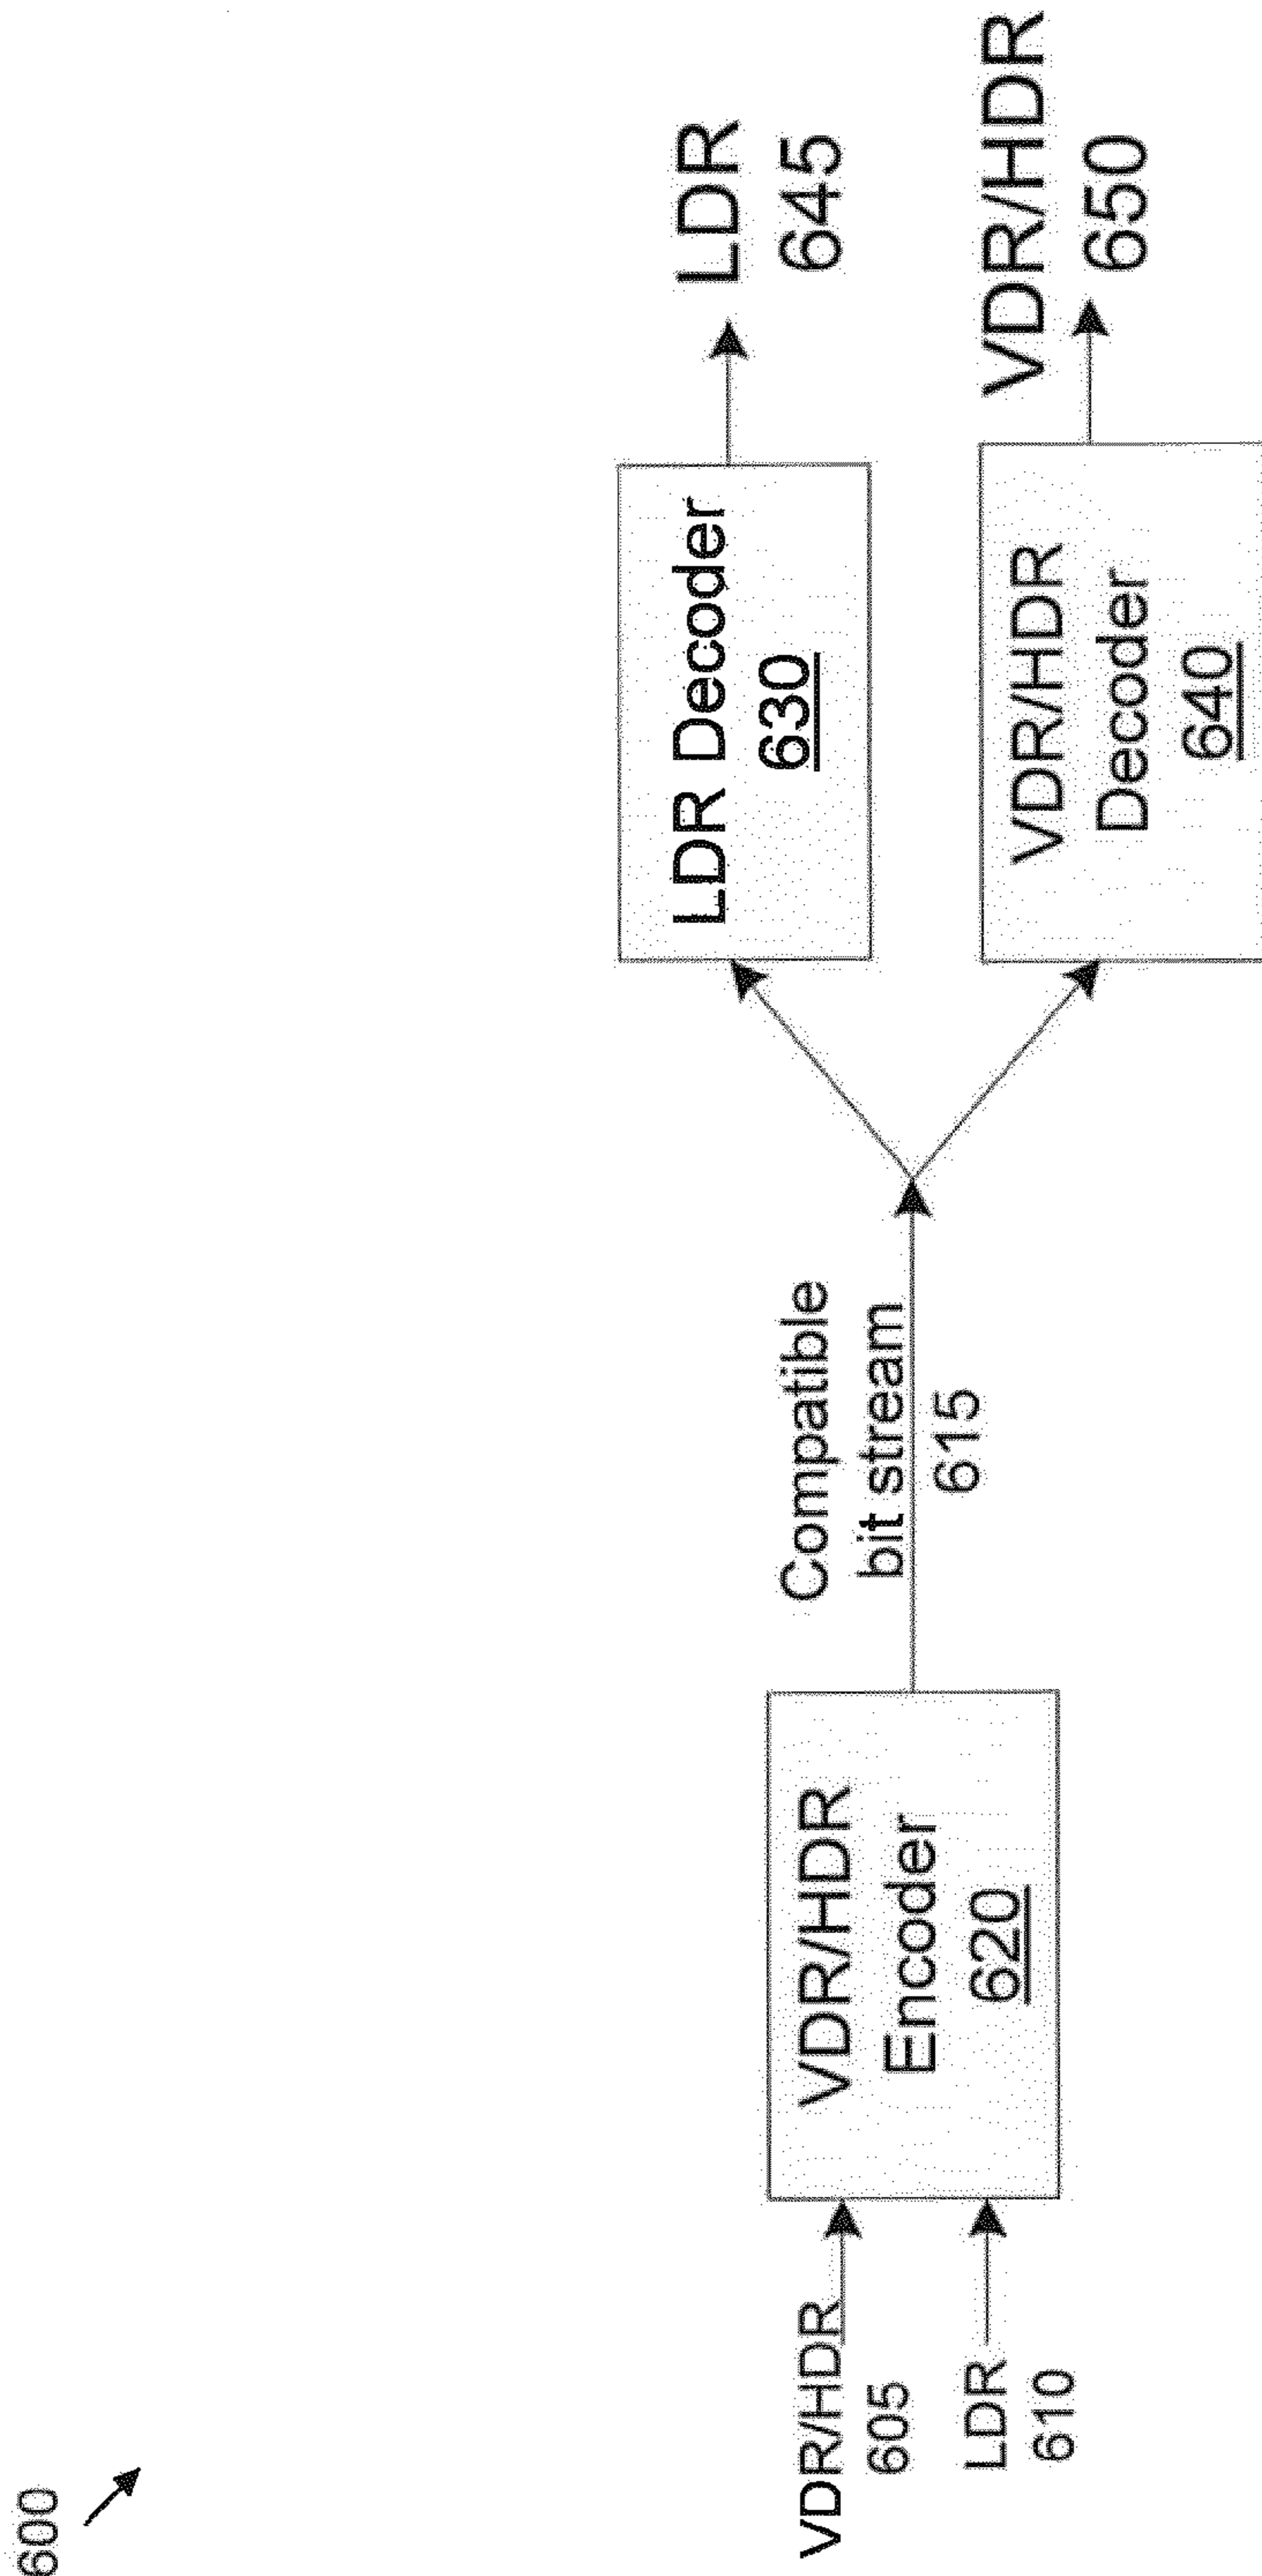 600
VDR/HDR
605
LDR
610
VDR/HDR
Encoder
620
Compatible
bit stream
615
LDR Decoder
630
VDR/HDR
Decoder
640
LDR
645
VDR/HDR
650